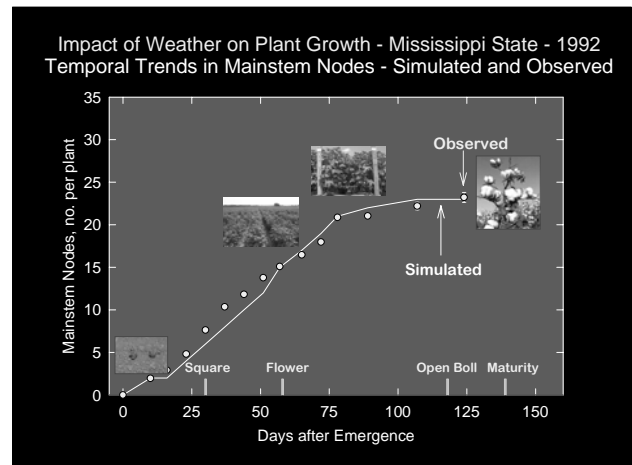 Impact of Weather on Plant Growth - Mississippi State - 1992
Temporal Trends in Mainstem Nodes - Simulated and Observed
Mainstem Nodes, no. per plant
35
30
25
20
15
10
5
0
Observed
Simulated
Square
Flower
Open Boll
Maturity
0 25 50 75 100 125 150
Days after Emergence